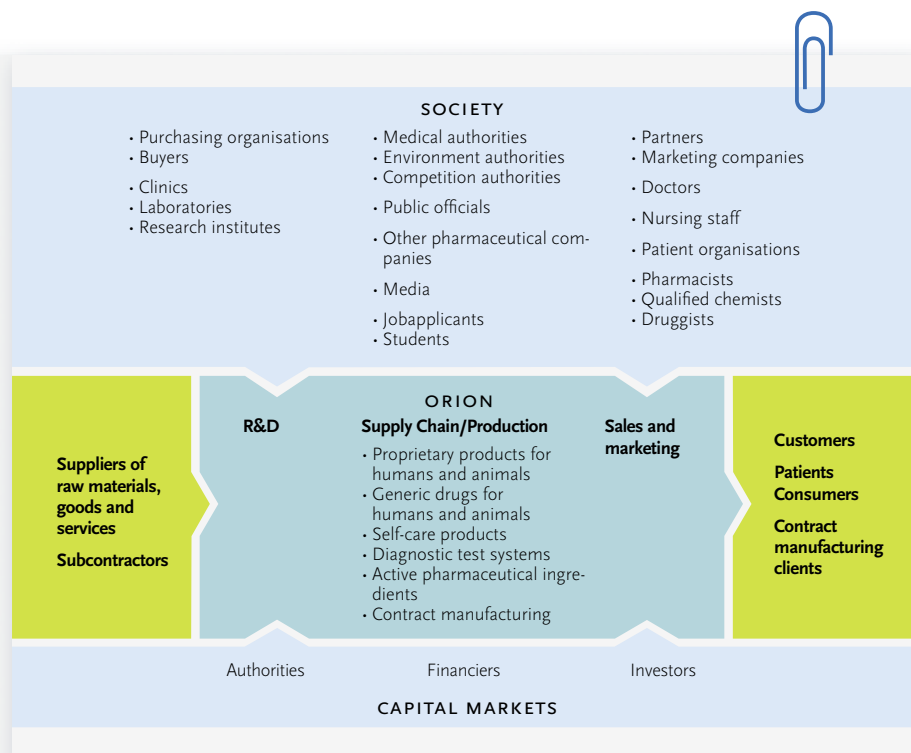 SOCIETY
• Purchasing organisations
• Buyers
• Clinics
• Laboratories
• Research institutes
• Medical authorities
• Environment authorities
• Competition authorities
• Public officials
• Other pharmaceutical com-
panies
• Media
• Jobapplicants
• Students
• Partners
• Marketing companies
• Doctors
• Nursing staff
• Patient organisations
• Pharmacists
• Qualified chemists
• Druggists
Suppliers of
raw materials,
goods and
services
Subcontractors
ORION
R&D
Supply Chain/Production
• Proprietary products for
humans and animals
• Generic drugs for
humans and animals
• Self-care products
• Diagnostic test systems
• Active pharmaceutical ingre-
dients
• Contract manufacturing
Sales and
marketing
Customers
Patients
Consumers
Contract
manufacturing
clients
Authorities
Financiers
Investors
CAPITAL MARKETS